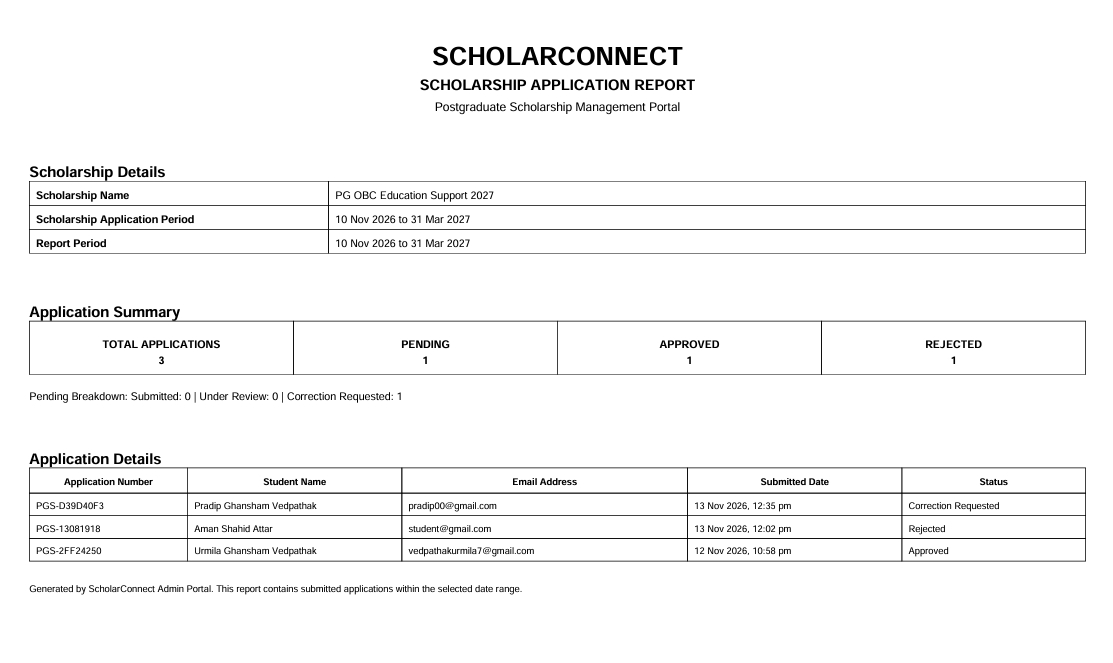 SCHOLARCONNECT
SCHOLARSHIP APPLICATION REPORT
Postgraduate Scholarship Management Portal
Scholarship Details
Scholarship Name PG OBC Education Support 2027
Scholarship Application Period 10 Nov 2026 to 31 Mar 2027
Report Period 10 Nov 2026 to 31 Mar 2027
Application Summary
TOTAL APPLICATIONS PENDING APPROVED REJECTED
3 1 1 1
Pending Breakdown: Submitted: 0 | Under Review: 0 | Correction Requested: 1
Application Details
Application Number Student Name Email Address Submitted Date Status
PGS-D39D40F3 Pradip Ghansham Vedpathak pradip00@gmail.com 13 Nov 2026, 12:35 pm Correction Requested
PGS-13081918 Aman Shahid Attar student@gmail.com 13 Nov 2026, 12:02 pm Rejected
PGS-2FF24250 Urmila Ghansham Vedpathak vedpathakurmila7@gmail.com 12 Nov 2026, 10:58 pm Approved
Generated by ScholarConnect Admin Portal. This report contains submitted applications within the selected date range.